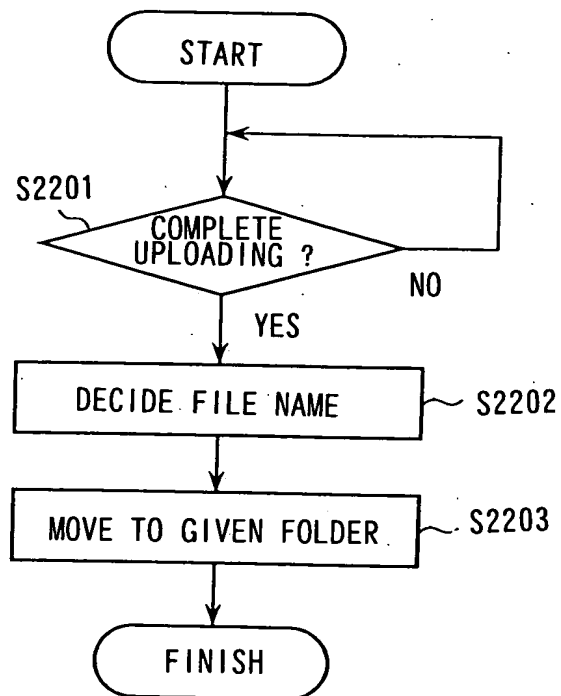 START
S2201
COMPLETE
UPLOADING ?
NO
YES
DECIDE FILE NAME
S2202
MOVE TO GIVEN FOLDER
S2203
FINISH